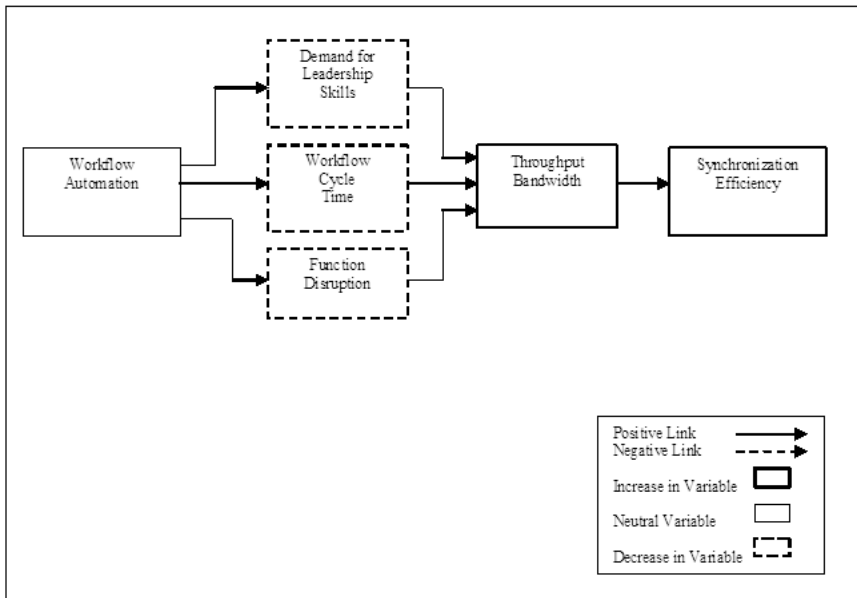 Demand for
Leadership
Skills
Workflow
Automation
Workflow
Cycle
Time
Throughput
Bandwidth
Synchronization
Efficiency
Function
Disruption
Positive Link
Negative Link
Increase in Variable
Neutral Variable
Decrease in Variable